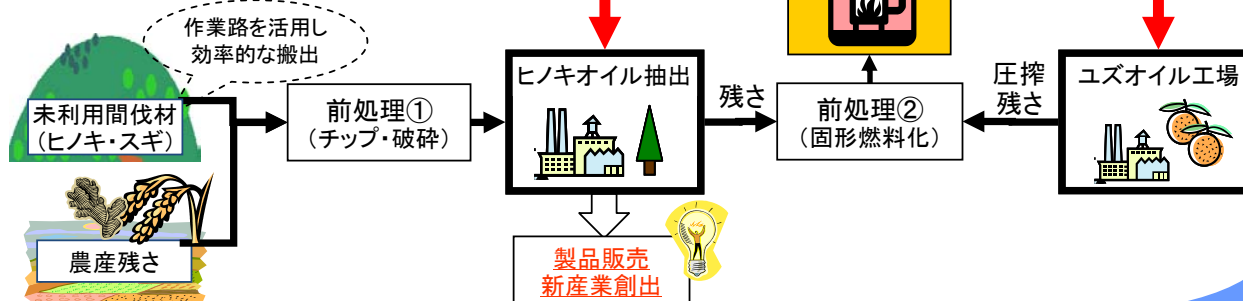 作業路を活用し
効率的な搬出
未利用間伐材
(ヒノキ・スギ)
農産残さ
前処理①
(チップ・破砕)
ヒノキオイル抽出
製品販売
新産業創出
残さ
前処理②
(固形燃料化)
圧搾
残さ
ユズオイル工場